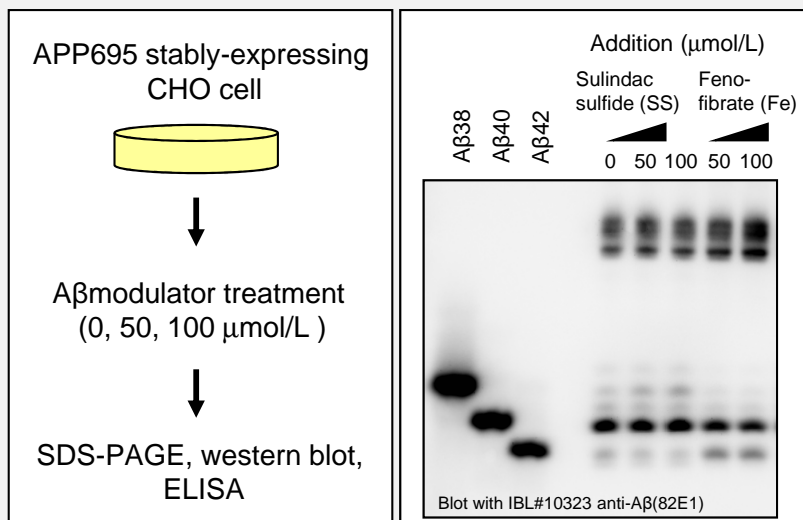 APP695 stably-expressing
CHO cell
Aβmodulator treatment
(0, 50, 100 μmol/L )
SDS-PAGE, western blot,
ELISA
Addition (μmol/L)
Sulindac
sulfide (SS)
Feno-
fibrate (Fe)
Aβ38
Aβ40
Aβ42
0 50 100 50 100
Blot with IBL#10323 anti-Aβ(82E1)